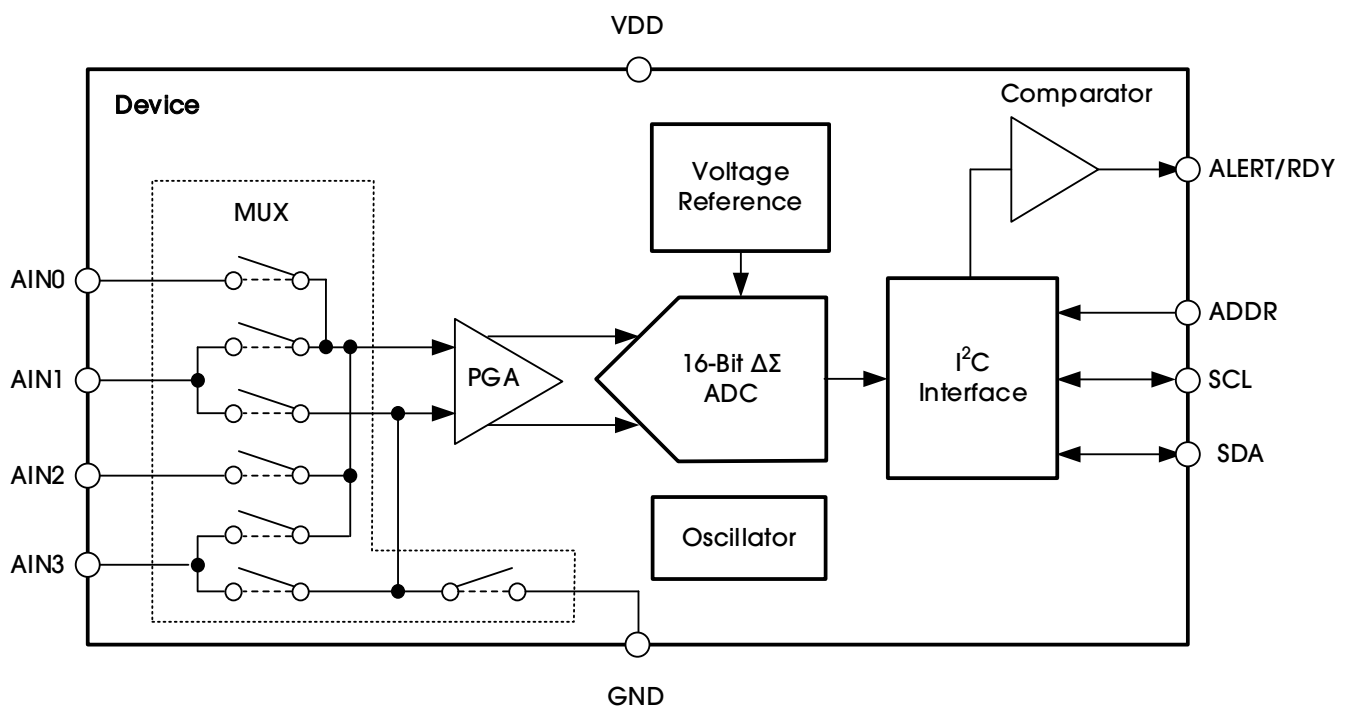 VDD
Device
Comparator
Voltage
Reference
ALERT/RDY
MUX
AIN0
ADDR
PGA
16-Bit ΔΣ
ADC
I²C
Interface
AIN1
SCL
AIN2
SDA
Oscillator
AIN3
GND